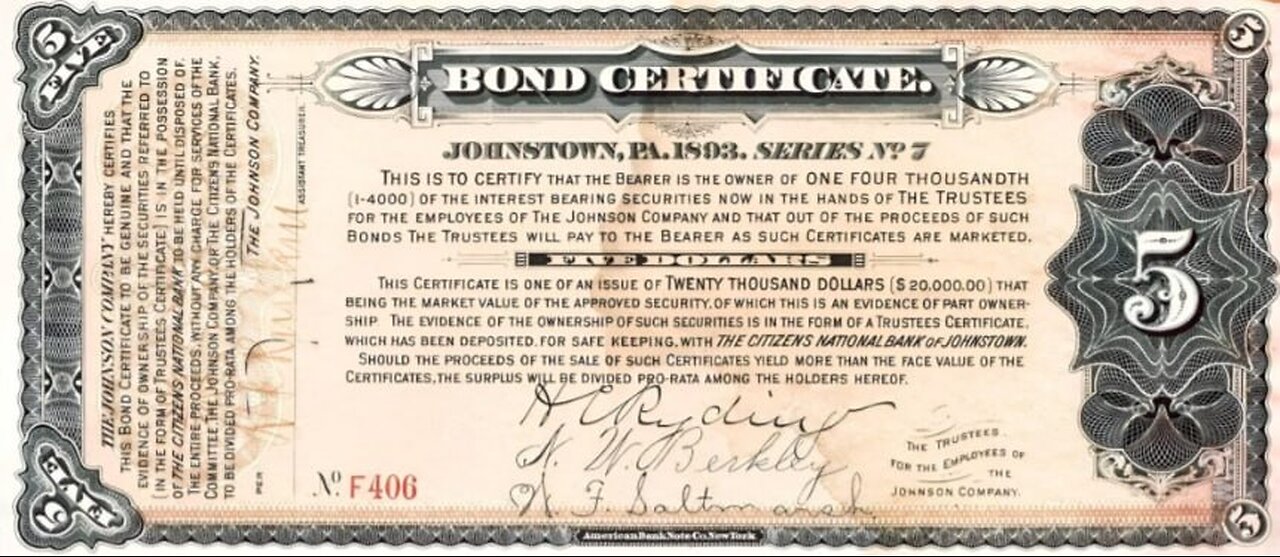 5
FIVE
5
BOND CERTIFICATE.
JOHNSTOWN, PA. 1893. SERIES No 7
THIS IS TO CERTIFY THAT THE BEARER IS THE OWNER OF ONE FOUR THOUSANDTH
(1-4000) OF THE INTEREST BEARING SECURITIES NOW IN THE HANDS OF THE TRUSTEES
FOR THE EMPLOYEES OF THE JOHNSON COMPANY AND THAT OUT OF THE PROCEEDS OF SUCH
BONDS THE TRUSTEES WILL PAY TO THE BEARER AS SUCH CERTIFICATES ARE MARKETED.
FIVE DOLLARS
THIS CERTIFICATE IS ONE OF AN ISSUE OF TWENTY THOUSAND DOLLARS ($20.000.00) THAT
BEING THE MARKET VALUE OF THE APPROVED SECURITY, OF WHICH THIS IS AN EVIDENCE OF PART OWNER-
SHIP THE EVIDENCE OF THE OWNERSHIP OF SUCH SECURITIES IS IN THE FORM OF A TRUSTEES CERTIFICATE,
WHICH HAS BEEN DEPOSITED, FOR SAFE KEEPING, WITH THE CITIZENS NATIONAL BANK OF JOHNSTOWN.
SHOULD THE PROCEEDS OF THE SALE OF SUCH CERTIFICATES YIELD MORE THAN THE FACE VALUE OF THE
CERTIFICATES, THE SURPLUS WILL BE DIVIDED PRO-RATA AMONG THE HOLDERS HEREOF.
H C Ryding
N. W. Berkley
W. F. Saltmarsh
THE TRUSTEES
FOR THE EMPLOYEES OF
THE
JOHNSON COMPANY.
No. F406
5
THE JOHNSON COMPANY HEREBY CERTIFIES
THIS BOND CERTIFICATE TO BE GENUINE AND THAT THE
EVIDENCE OF OWNERSHIP OF THE SECURITIES REFERRED TO
(IN THE FORM OF TRUSTEES CERTIFICATE) IS IN THE POSSESSION
OF THE CITIZENS NATIONAL BANK TO BE HELD UNTIL DISPOSED OF,
THE ENTIRE PROCEEDS, WITHOUT ANY CHARGE FOR SERVICES OF THE
COMMITTEE, THE JOHNSON COMPANY OR THE CITIZENS NATIONAL BANK,
TO BE DIVIDED PRO-RATA AMONG THE HOLDERS OF THE CERTIFICATES.
THE JOHNSON COMPANY.
PER
ASSISTANT TREASURER.
FIVE
5
5
American Bank Note Co. New York